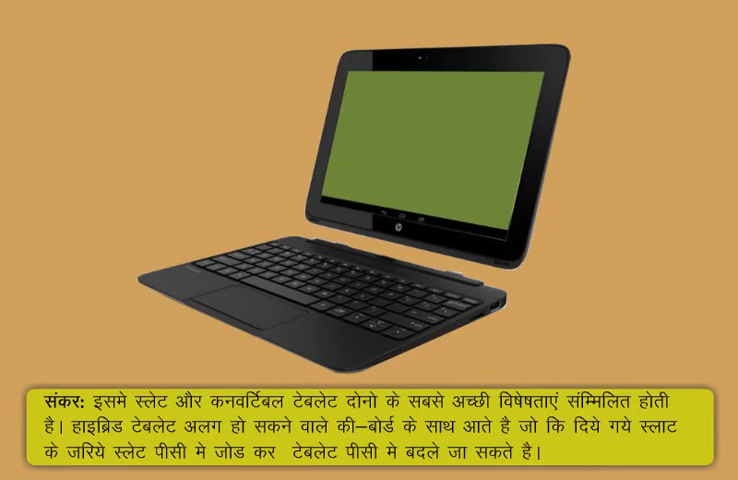 संकर: इसमे स्लेट और कनवर्टिबल टेबलेट दोनो के सबसे अच्छी विषेषताएं संम्मिलित होती
है। हाइब्रिड टेबलेट अलग हो सकने वाले की–बोर्ड के साथ आते है जो कि दिये गये स्लाट
के जरिये स्लेट पीसी मे जोड कर टेबलेट पीसी मे बदले जा सकते है।